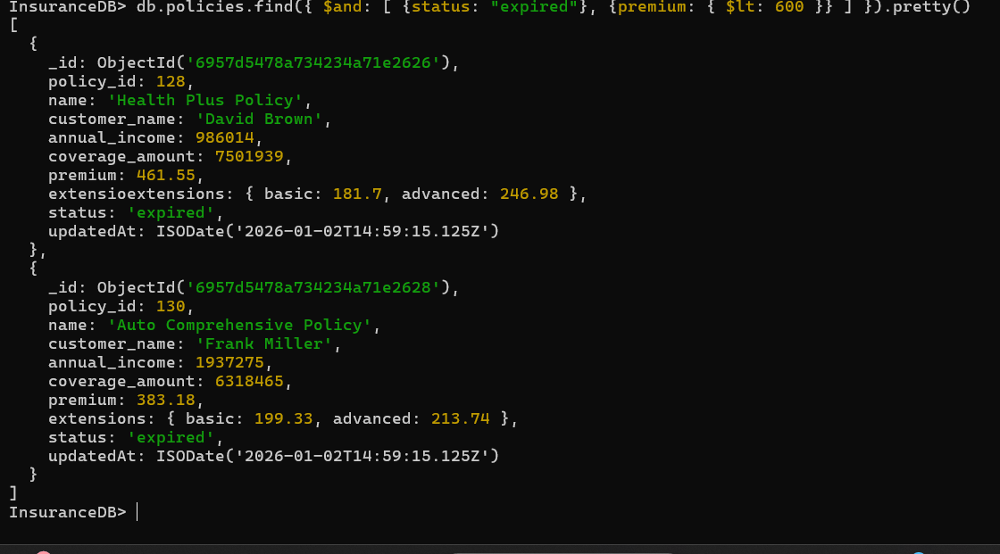 InsuranceDB> db.policies.find({ $and: [ {status: "expired"}, {premium: { $lt: 600 }} ] }).pretty()
[
  {
    _id: ObjectId('6957d5478a734234a71e2626'),
    policy_id: 128,
    name: 'Health Plus Policy',
    customer_name: 'David Brown',
    annual_income: 986014,
    coverage_amount: 7501939,
    premium: 461.55,
    extensioextensions: { basic: 181.7, advanced: 246.98 },
    status: 'expired',
    updatedAt: ISODate('2026-01-02T14:59:15.125Z')
  },
  {
    _id: ObjectId('6957d5478a734234a71e2628'),
    policy_id: 130,
    name: 'Auto Comprehensive Policy',
    customer_name: 'Frank Miller',
    annual_income: 1937275,
    coverage_amount: 6318465,
    premium: 383.18,
    extensions: { basic: 199.33, advanced: 213.74 },
    status: 'expired',
    updatedAt: ISODate('2026-01-02T14:59:15.125Z')
  }
]
InsuranceDB>